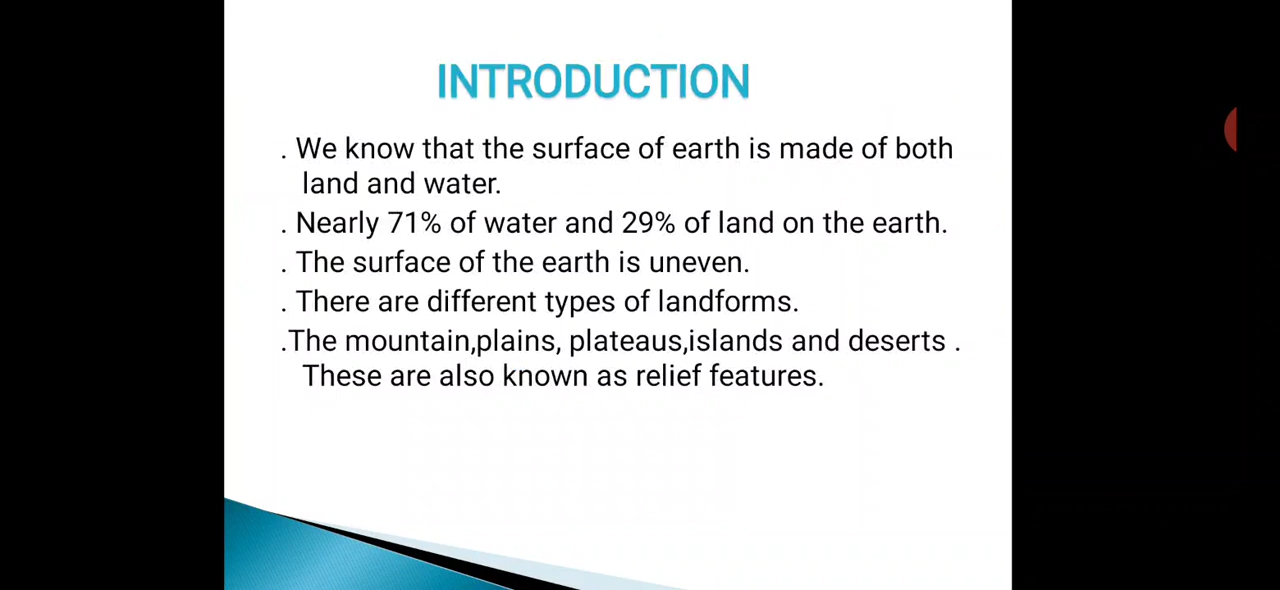 INTRODUCTION
. We know that the surface of earth is made of both
land and water.
. Nearly 71% of water and 29% of land on the earth.
. The surface of the earth is uneven.
. There are different types of landforms.
.The mountain,plains, plateaus,islands and deserts .
These are also known as relief features.